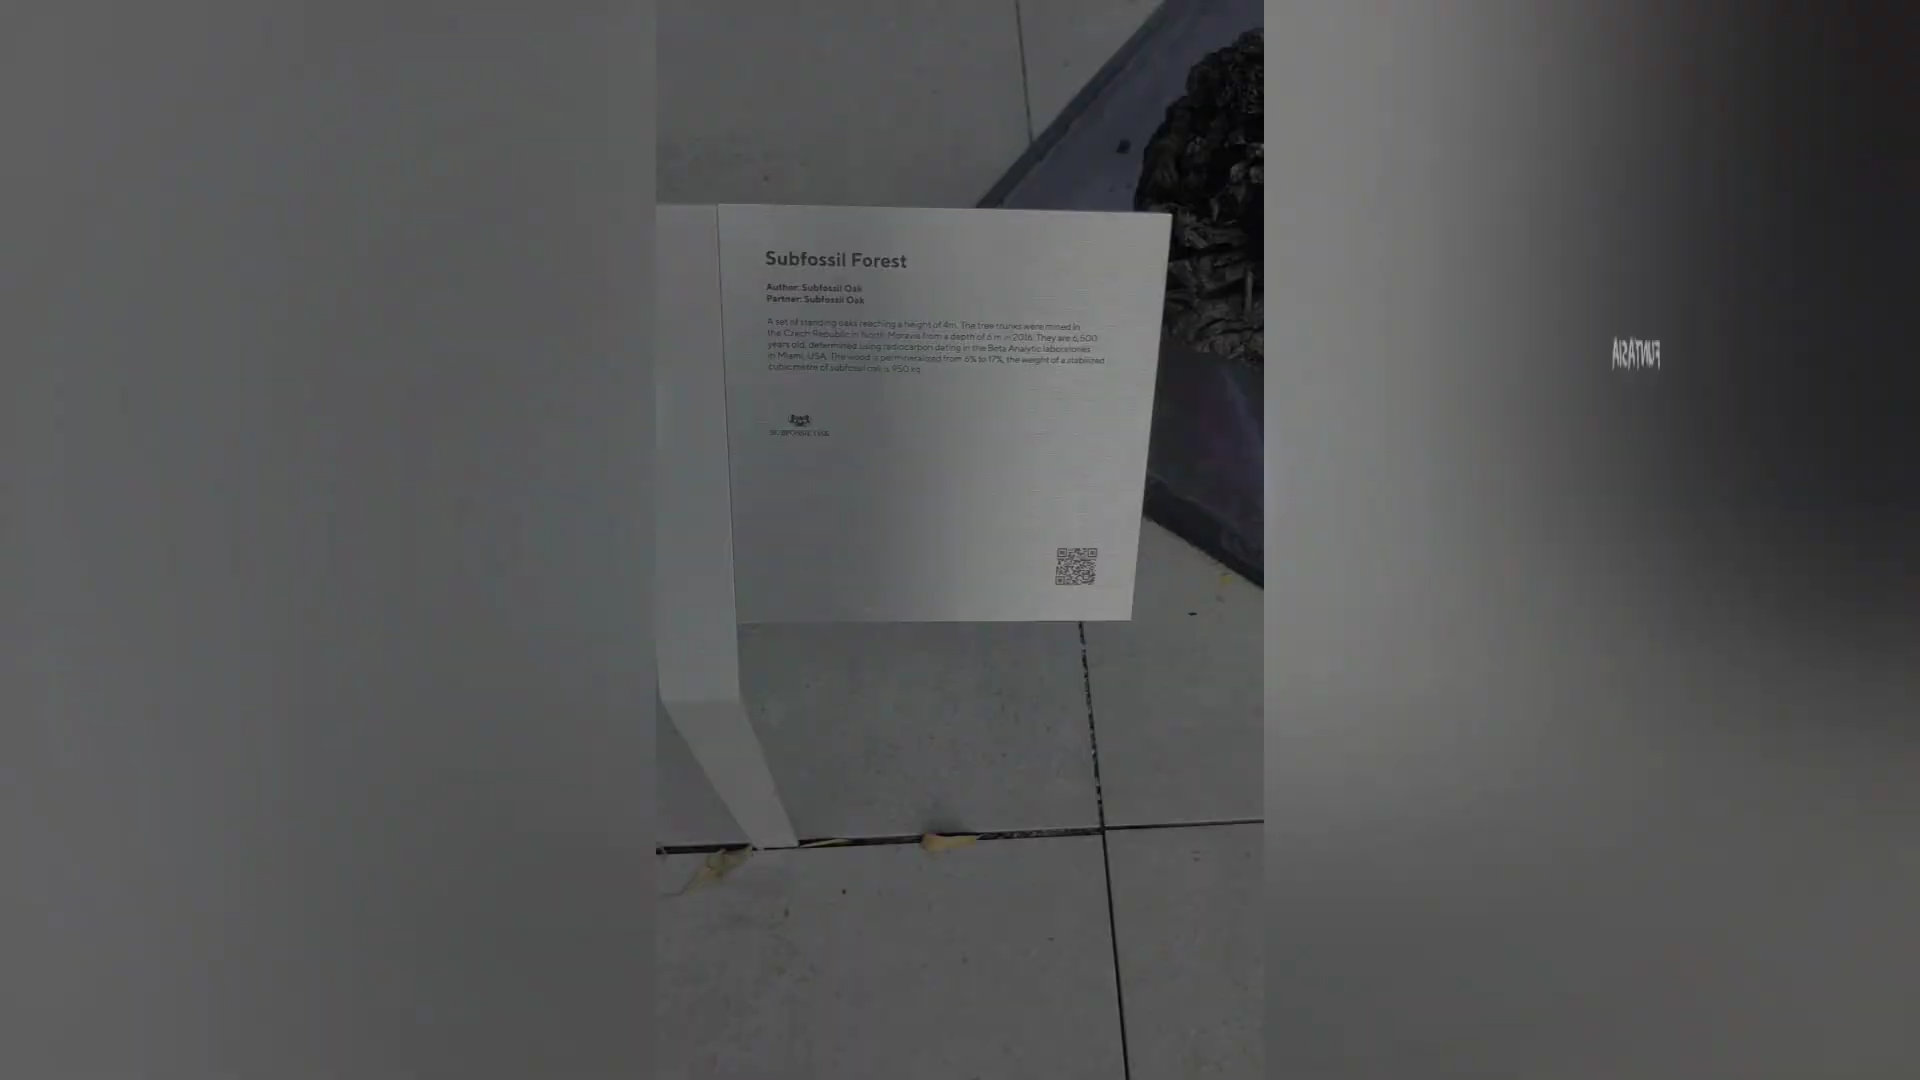 Subfossil Forest
Author: Subfossil Oak
Partner: Subfossil Oak
A set of standing oaks reaching a height of 4m. The tree trunks were mined in
the Czech Republic in North Moravia from a depth of 6 m in 2016. They are 6,500
years old, determined using radiocarbon dating in the Beta Analytic laboratories
in Miami, USA. The wood is permineralized from 6% to 17%, the weight of a stabilized
cubic metre of subfossil oak is 950 kg.
FUNTASIA